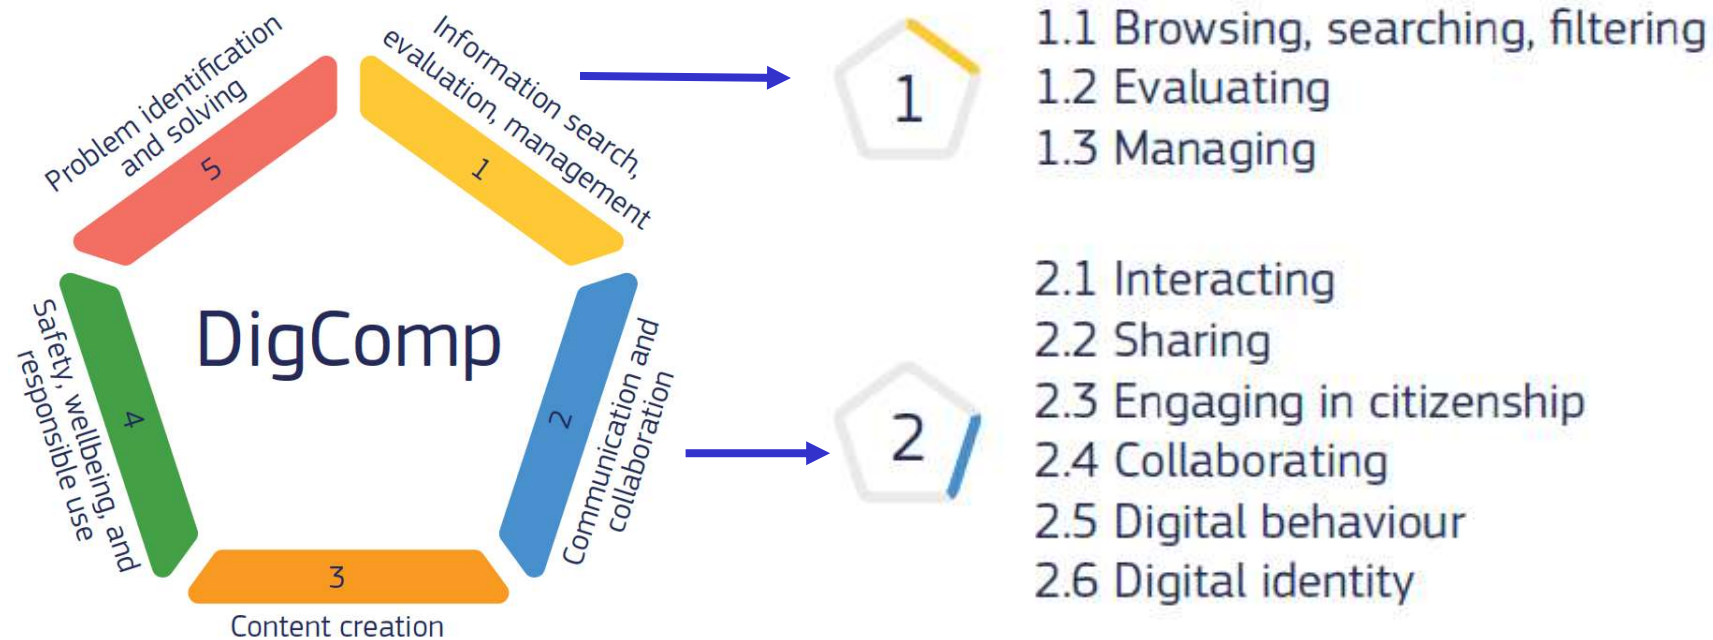 Problem identification
and solving
5
Information search,
evaluation, management
1
DigComp
Safety, wellbeing, and
responsible use
4
Communication and
collaboration
2
3
Content creation
1
1.1 Browsing, searching, filtering
1.2 Evaluating
1.3 Managing
2
2.1 Interacting
2.2 Sharing
2.3 Engaging in citizenship
2.4 Collaborating
2.5 Digital behaviour
2.6 Digital identity